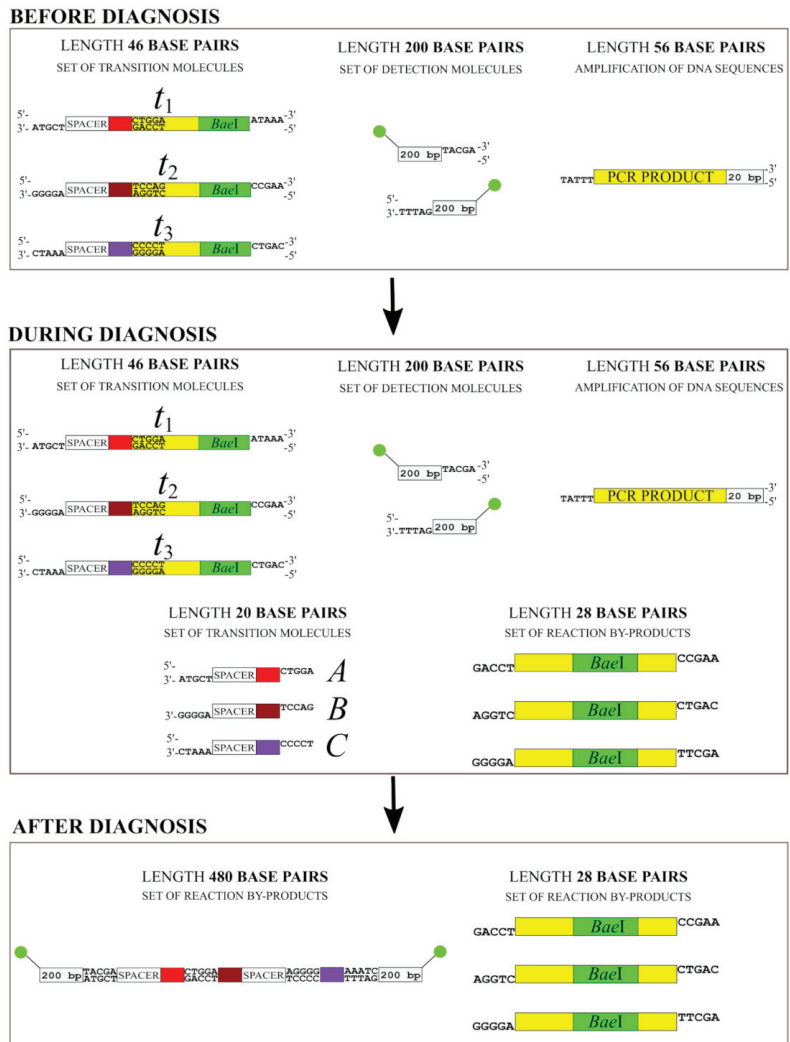 BEFORE DIAGNOSIS
LENGTH 46 BASE PAIRS
SET OF TRANSITION MOLECULES
LENGTH 200 BASE PAIRS
SET OF DETECTION MOLECULES
LENGTH 56 BASE PAIRS
AMPLIFICATION OF DNA SEQUENCES
t1
5'-
3'- ATGCT SPACER CTGGA GACCT BaeI ATAAA -3' -5'
t2
5'-
3'-GGGGA SPACER TCCAG AGGTC BaeI CCGAA -3' -5'
t3
5'-
3'- CTAAA SPACER CCCCT GGGGA BaeI CTGAC -3' -5'
200 bp TACGA -3' -5'
5'-
3'-TTTAG 200 bp
TATTT PCR PRODUCT 20 bp -3' -5'
DURING DIAGNOSIS
LENGTH 46 BASE PAIRS
SET OF TRANSITION MOLECULES
LENGTH 200 BASE PAIRS
SET OF DETECTION MOLECULES
LENGTH 56 BASE PAIRS
AMPLIFICATION OF DNA SEQUENCES
t1
5'-
3'- ATGCT SPACER CTGGA GACCT BaeI ATAAA -3' -5'
t2
5'-
3'-GGGGA SPACER TCCAG AGGTC BaeI CCGAA -3' -5'
t3
5'-
3'- CTAAA SPACER CCCCT GGGGA BaeI CTGAC -3' -5'
200 bp TACGA -3' -5'
5'-
3'-TTTAG 200 bp
TATTT PCR PRODUCT 20 bp -3' -5'
LENGTH 20 BASE PAIRS
SET OF TRANSITION MOLECULES
5'-
3'- ATGCT SPACER CTGGA A
3'-GGGGA SPACER TCCAG B
5'-
3'-CTAAA SPACER CCCCT C
LENGTH 28 BASE PAIRS
SET OF REACTION BY-PRODUCTS
GACCT BaeI CCGAA
AGGTC BaeI CTGAC
GGGGA BaeI TTCGA
AFTER DIAGNOSIS
LENGTH 480 BASE PAIRS
SET OF REACTION BY-PRODUCTS
200 bp TACGA ATGCT SPACER CTGGA GACCT SPACER AGGGG TCCCC AAATC TTTAG 200 bp
LENGTH 28 BASE PAIRS
SET OF REACTION BY-PRODUCTS
GACCT BaeI CCGAA
AGGTC BaeI CTGAC
GGGGA BaeI TTCGA